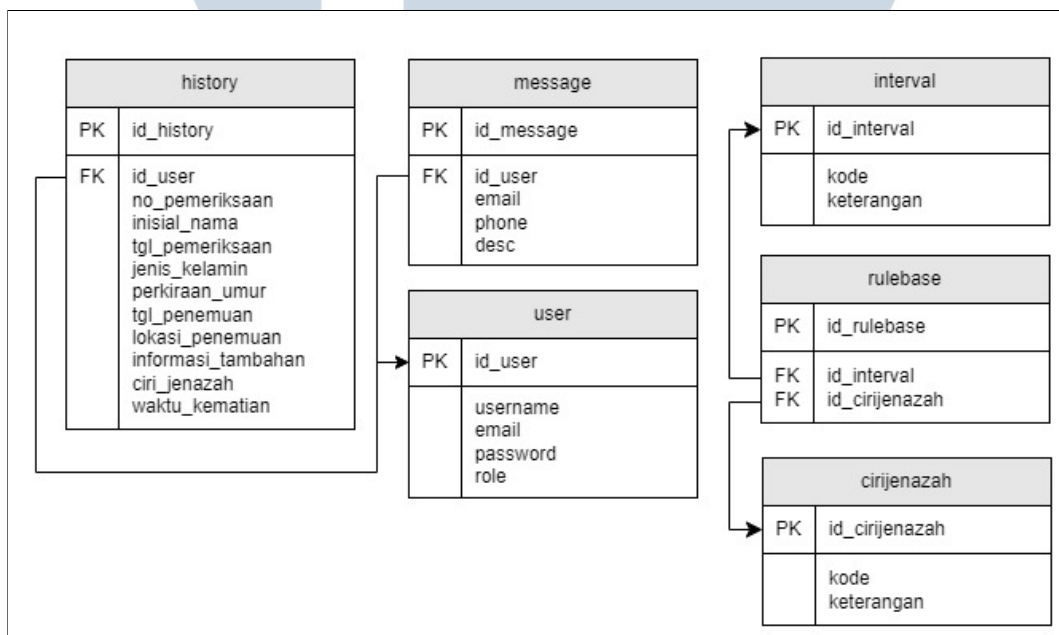 history
PK id_history
FK id_user
no_pemeriksaan
inisial_nama
tgl_pemeriksaan
jenis_kelamin
perkiraan_umur
tgl_penemuan
lokasi_penemuan
informasi_tambahan
ciri_jenazah
waktu_kematian
message
PK id_message
FK id_user
email
phone
desc
user
PK id_user
username
email
password
role
interval
PK id_interval
kode
keterangan
rulebase
PK id_rulebase
FK id_interval
FK id_cirijenazah
cirijenazah
PK id_cirijenazah
kode
keterangan